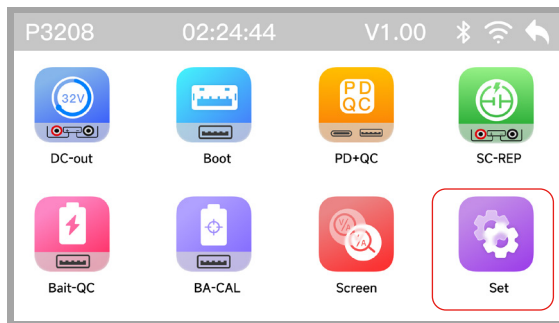 P3208 02:24:44 V1.00
32V PD QC
DC-out Boot PD+QC SC-REP
V/A V/A
Bait-QC BA-CAL Screen Set